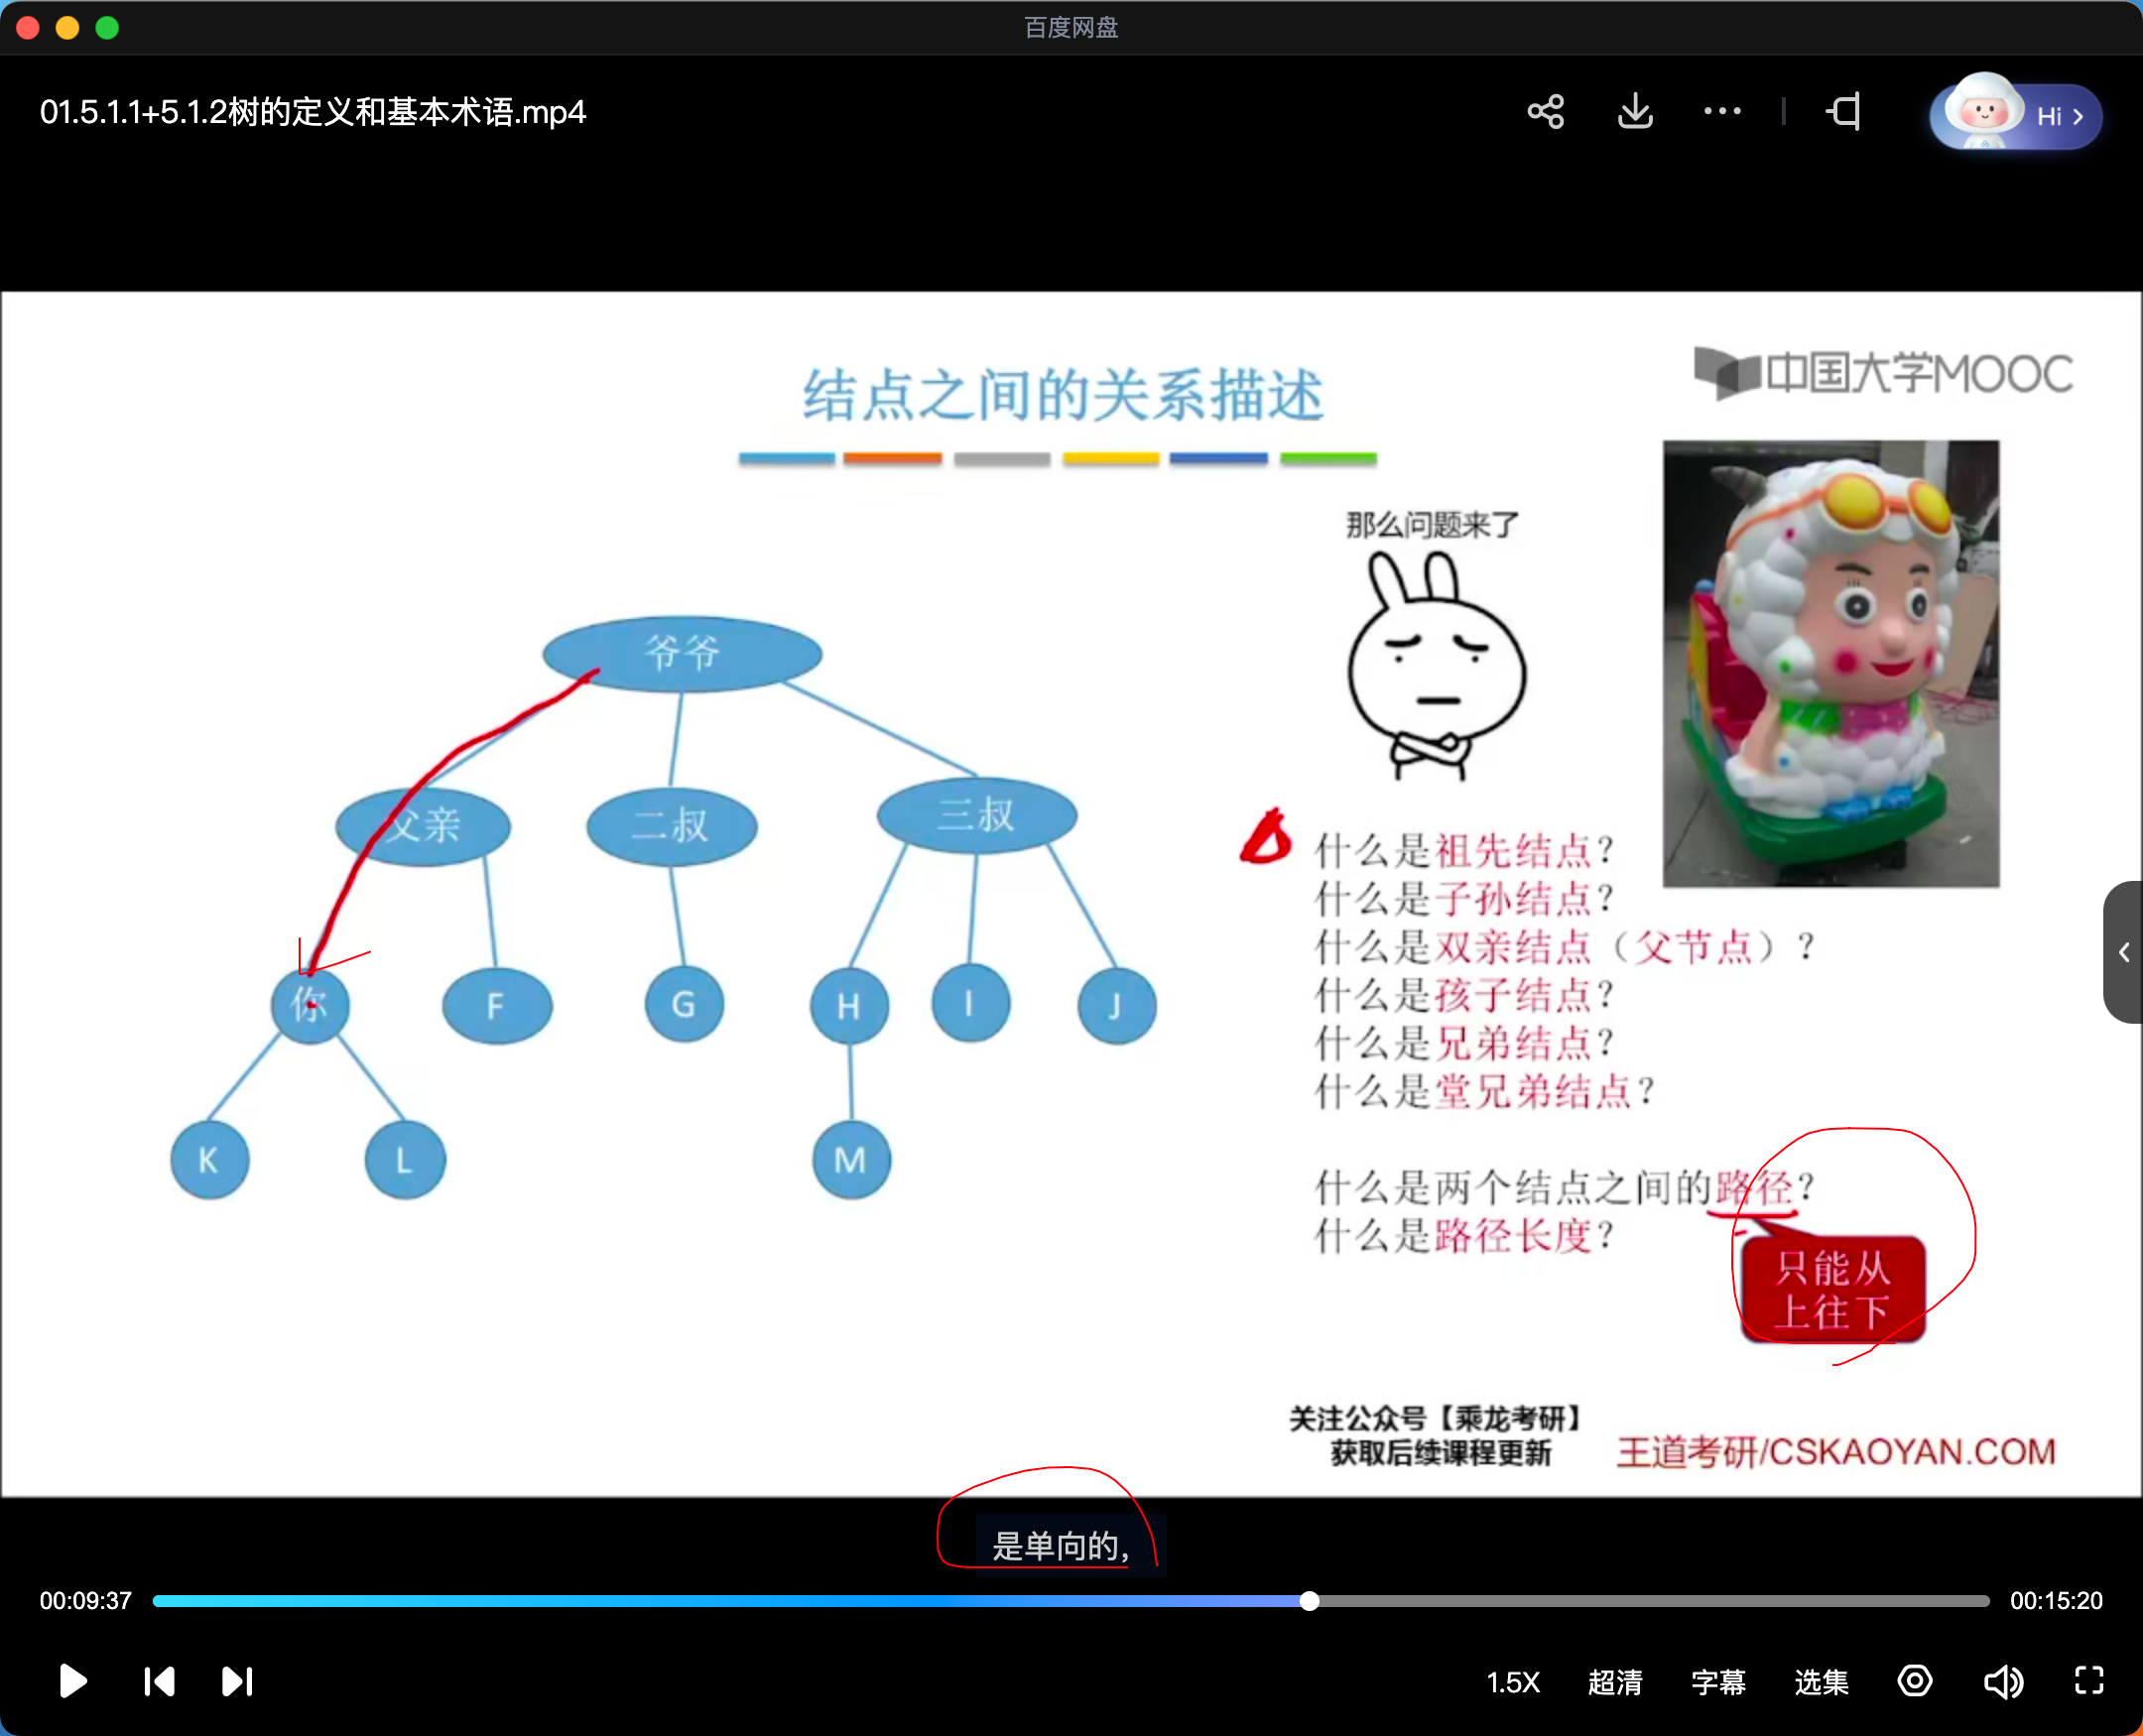 百度网盘
01.5.1.1+5.1.2树的定义和基本术语.mp4
Hi
结点之间的关系描述
中国大学MOOC
那么问题来了
爷爷
父亲
二叔
三叔
你
F
G
H
I
J
K
L
M
什么是祖先结点？
什么是子孙结点？
什么是双亲结点（父节点）？
什么是孩子结点？
什么是兄弟结点？
什么是堂兄弟结点？
什么是两个结点之间的路径？
什么是路径长度？
只能从
上往下
关注公众号【乘龙考研】
获取后续课程更新
王道考研/CSKAOYAN.COM
是单向的，
00:09:37
00:15:20
1.5X
超清
字幕
选集